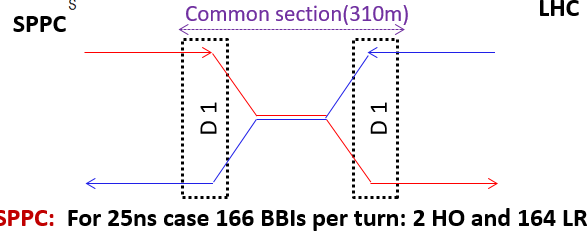 s
SPPC
Common section(310m)
LHC
D 1
D 1
SPPC: For 25ns case 166 BBIs per turn: 2 HO and 164 LR